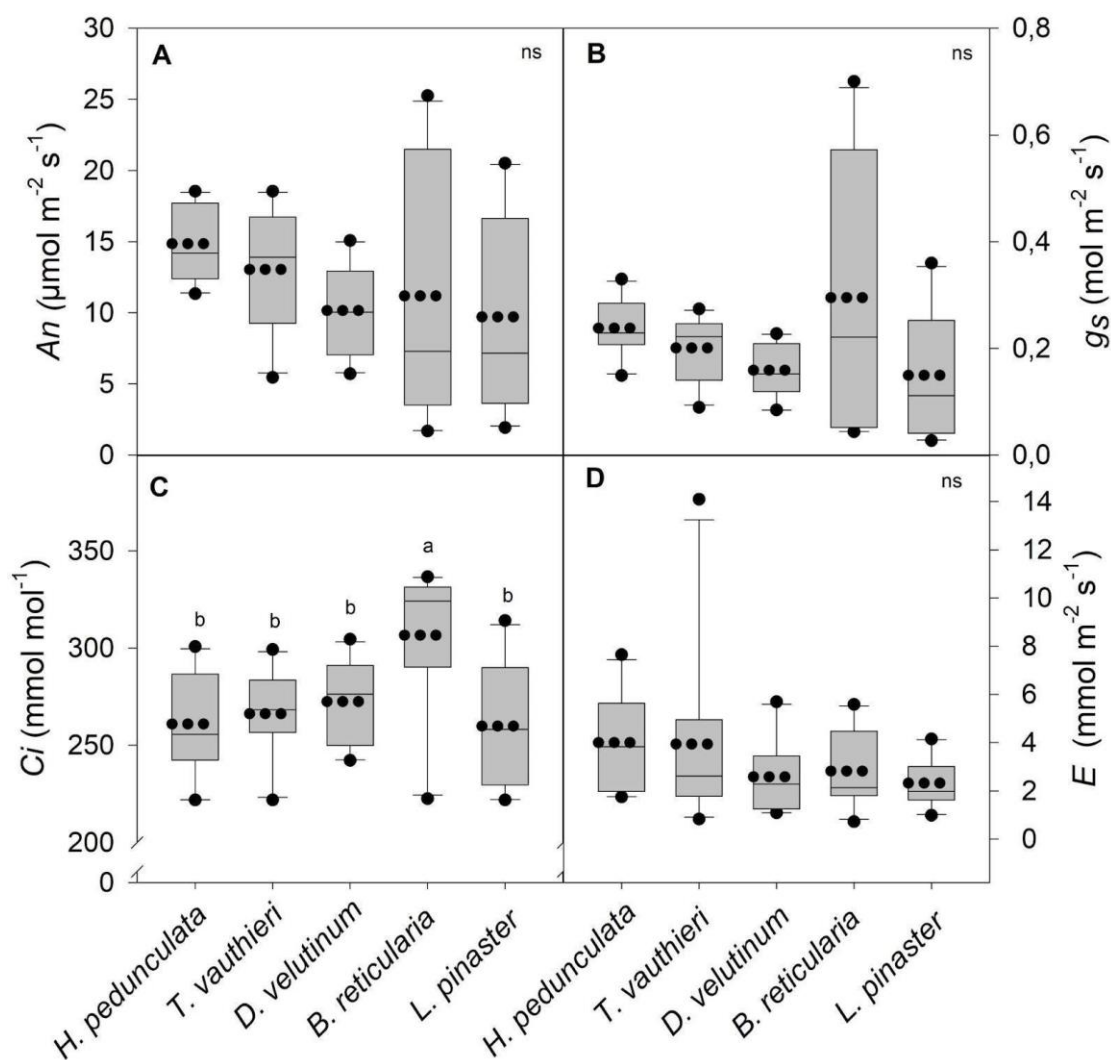 A
ns
30
25
20
15
10
5
0
An (µmol m-2 s-1)
B
ns
0,8
0,6
0,4
0,2
0,0
gs (mol m-2 s-1)
C
b
b
b
a
b
350
300
250
200
0
Ci (mmol mol-1)
D
ns
14
12
10
8
6
4
2
0
E (mmol m-2 s-1)
H. pedunculata
T. vauthieri
D. velutinum
B. reticularia
L. pinaster
H. pedunculata
T. vauthieri
D. velutinum
B. reticularia
L. pinaster